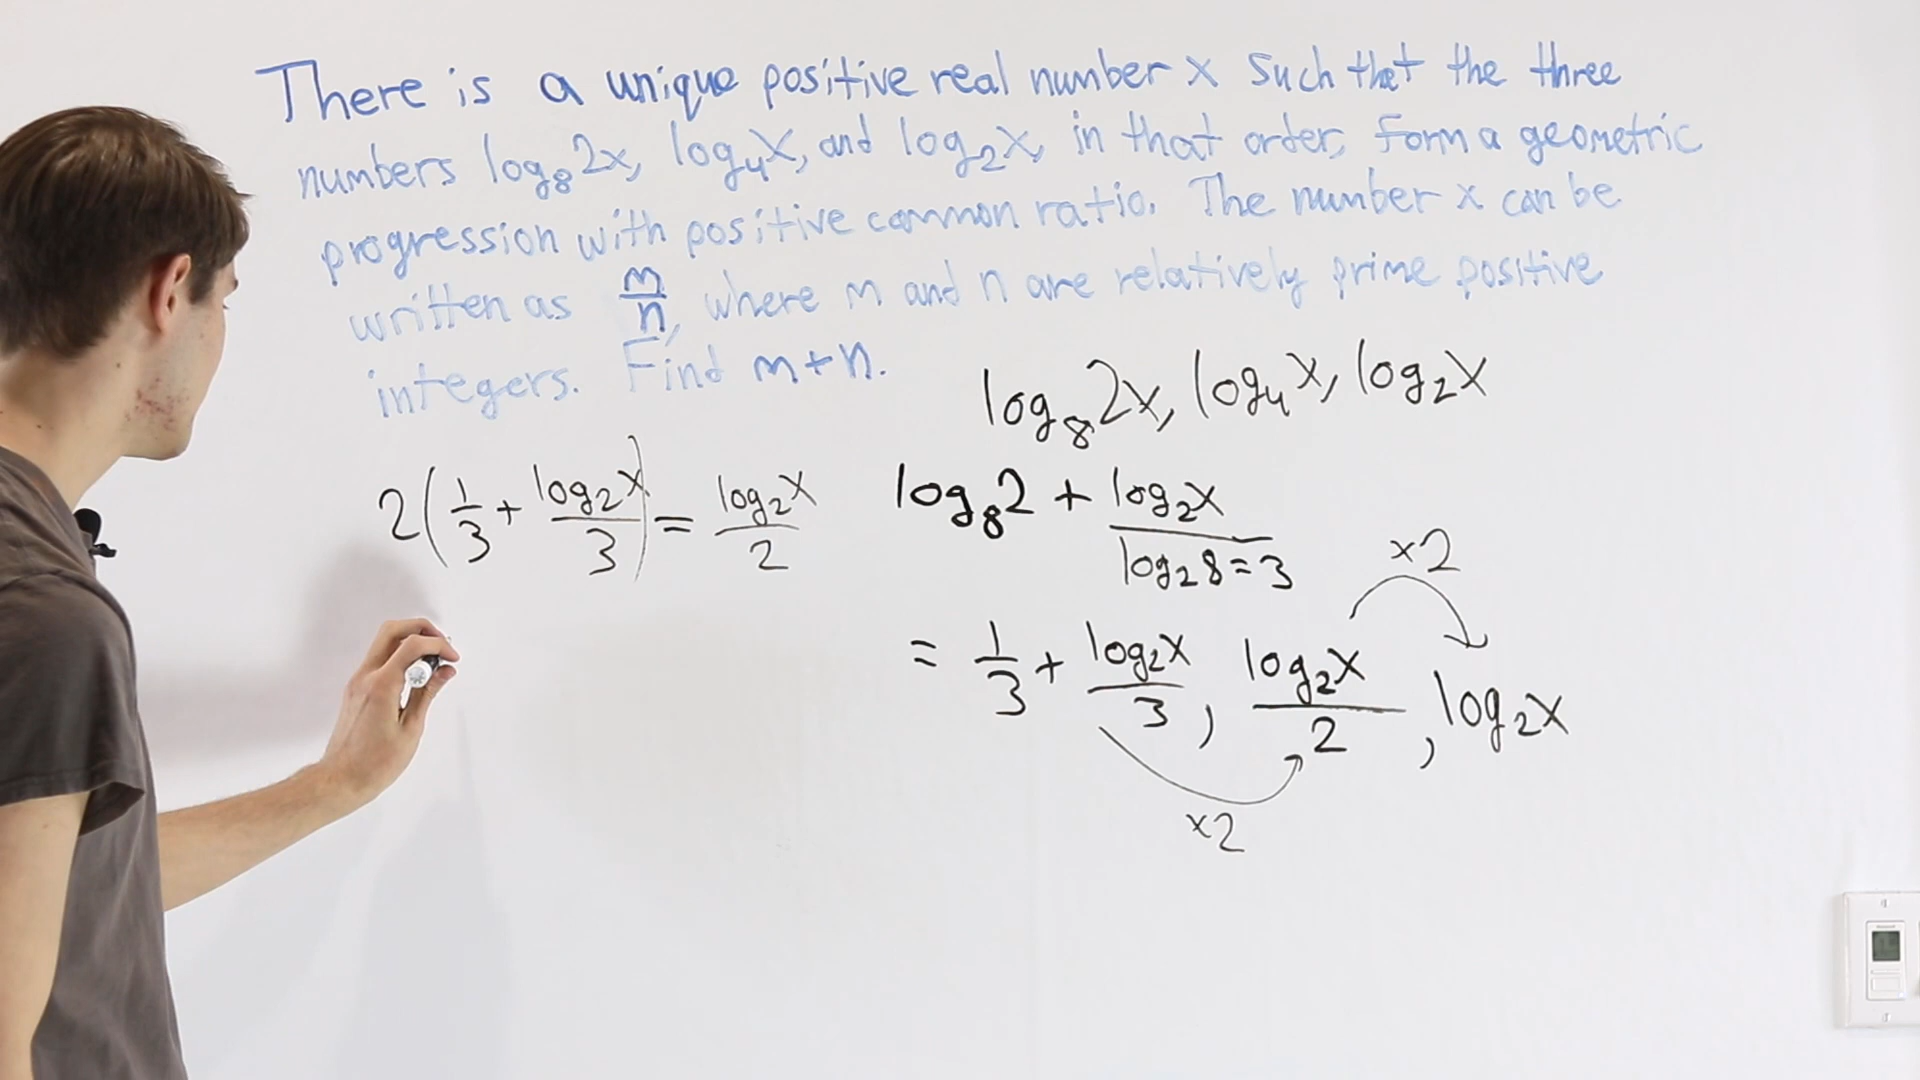 There is a unique positive real number x such that the three
numbers log₈2x, log₄x, and log₂x, in that order, form a geometric
progression with positive common ratio. The number x can be
written as m/n, where m and n are relatively prime positive
integers. Find m+n.
log₈2x, log₄x, log₂x
2(1/3 + log₂x/3) = log₂x/2
log₈2 + log₂x/log₂8=3
x2
= 1/3 + log₂x/3, log₂x/2, log₂x
x2